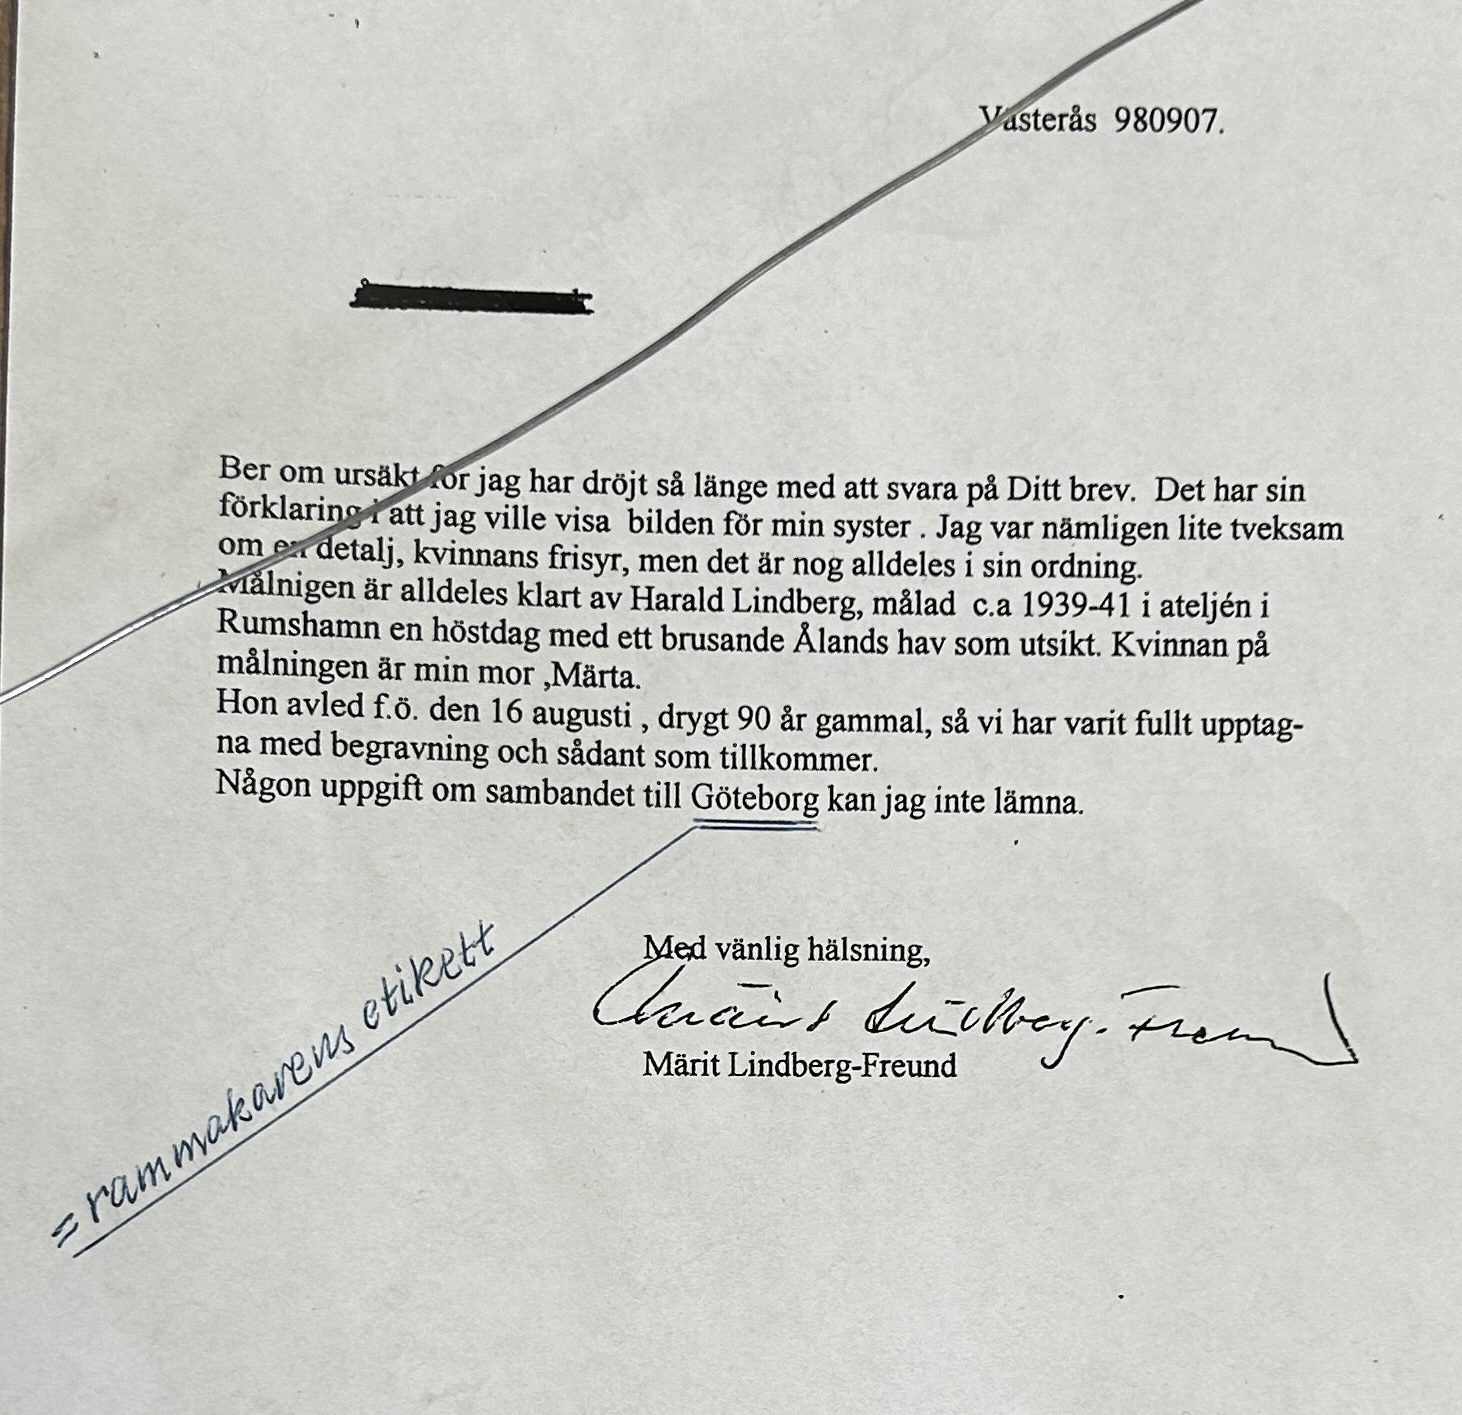 Västerås 980907.
Ber om ursäkt för jag har dröjt så länge med att svara på Ditt brev. Det har sin
förklaring i att jag ville visa bilden för min syster . Jag var nämligen lite tveksam
om en detalj, kvinnans frisyr, men det är nog alldeles i sin ordning.
Målnigen är alldeles klart av Harald Lindberg, målad c.a 1939-41 i ateljén i
Rumshamn en höstdag med ett brusande Ålands hav som utsikt. Kvinnan på
målningen är min mor ,Märta.
Hon avled f.ö. den 16 augusti , drygt 90 år gammal, så vi har varit fullt upptag-
na med begravning och sådant som tillkommer.
Någon uppgift om sambandet till Göteborg kan jag inte lämna.
= rammakarens etikett
Med vänlig hälsning,
Märit Lindberg-Freund
Märit Lindberg-Freund